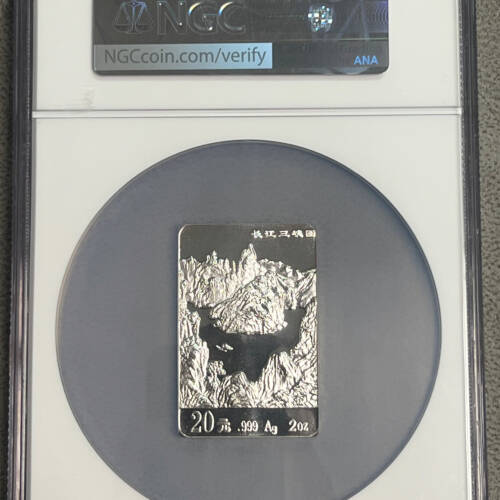 NGC
NGCcoin.com/verify
ANA
长江三峡图
20元 .999 Ag 2oz